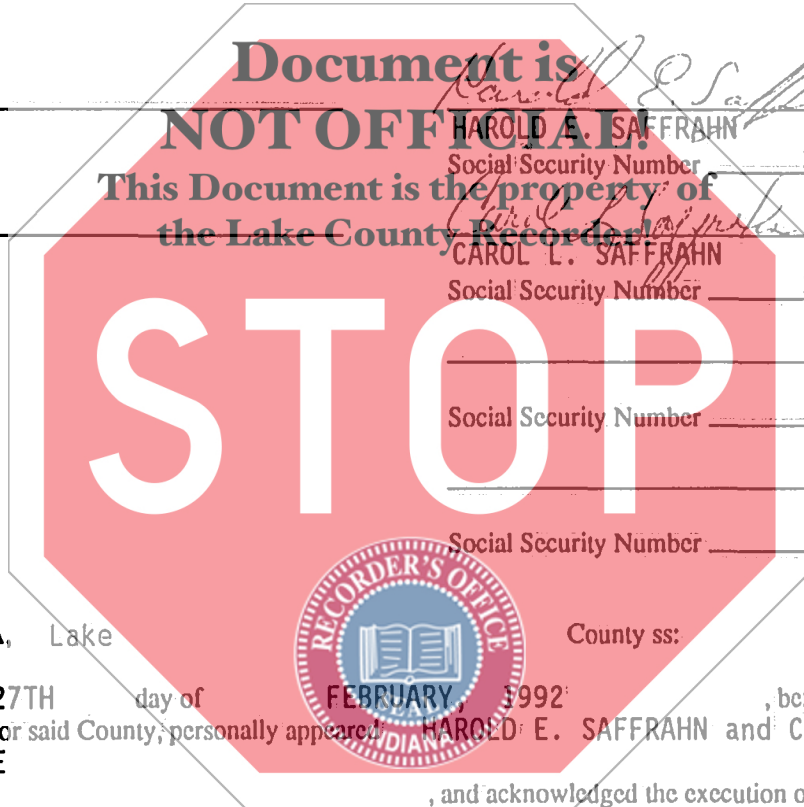 Document is
NOT OFFICIAL!
This Document is the property of
the Lake County Recorder!
HAROLD E. SAFFRAHN
Social Security Number
CAROL L. SAFFRAHN
Social Security Number
STOP
Social Security Number
Social Security Number
RECORDER'S OFFICE
SEAL
INDIANA
Lake County ss:
27TH day of FEBRUARY, 1992
or said County, personally appeared HAROLD E. SAFFRAHN and C
E
, and acknowledged the execution o